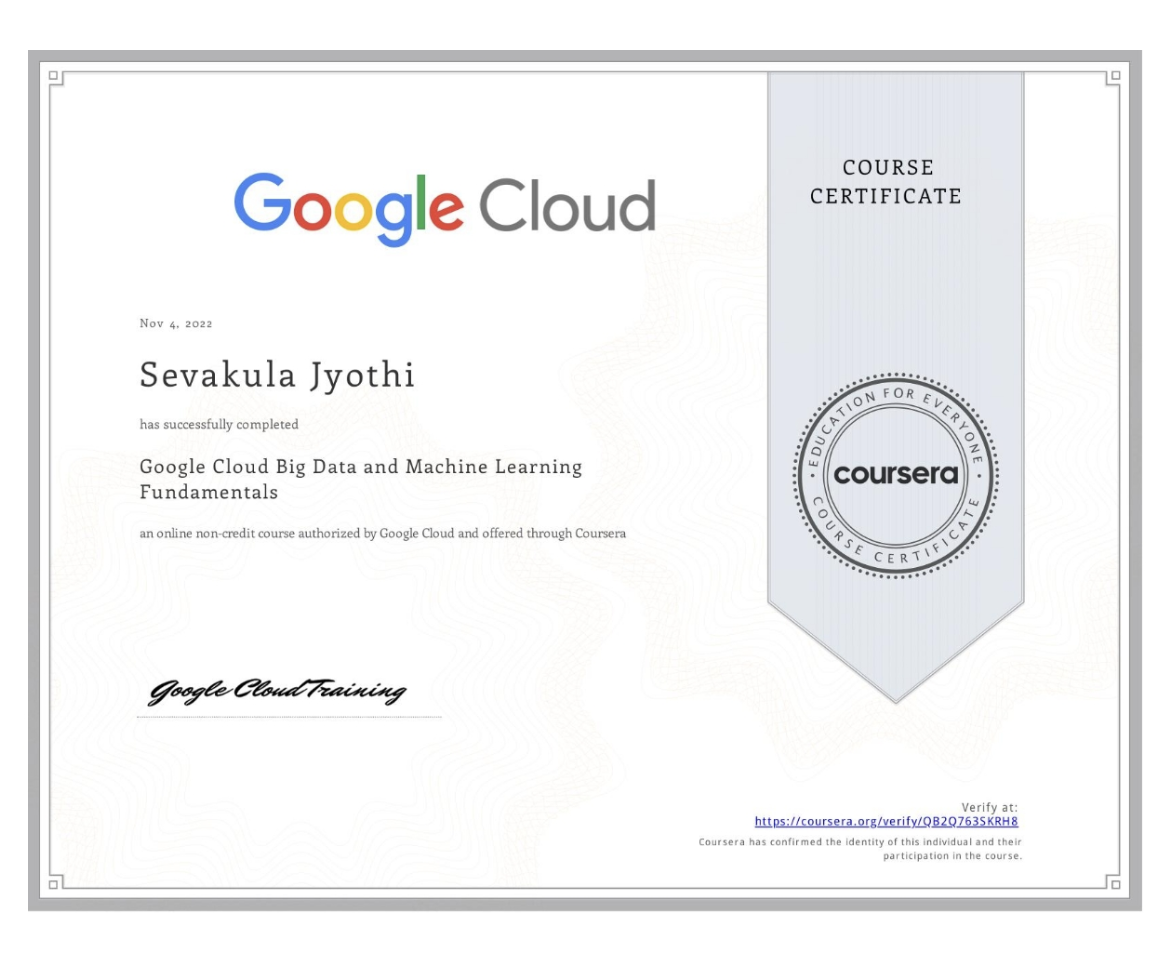 Google Cloud
COURSE
CERTIFICATE
Nov 4, 2022
Sevakula Jyothi
has successfully completed
Google Cloud Big Data and Machine Learning
Fundamentals
an online non-credit course authorized by Google Cloud and offered through Coursera
EDUCATION FOR EVERYONE
coursera
COURSE CERTIFICATE
Google Cloud Training
Verify at:
https://coursera.org/verify/QB2Q763SKRH8
Coursera has confirmed the identity of this individual and their
participation in the course.